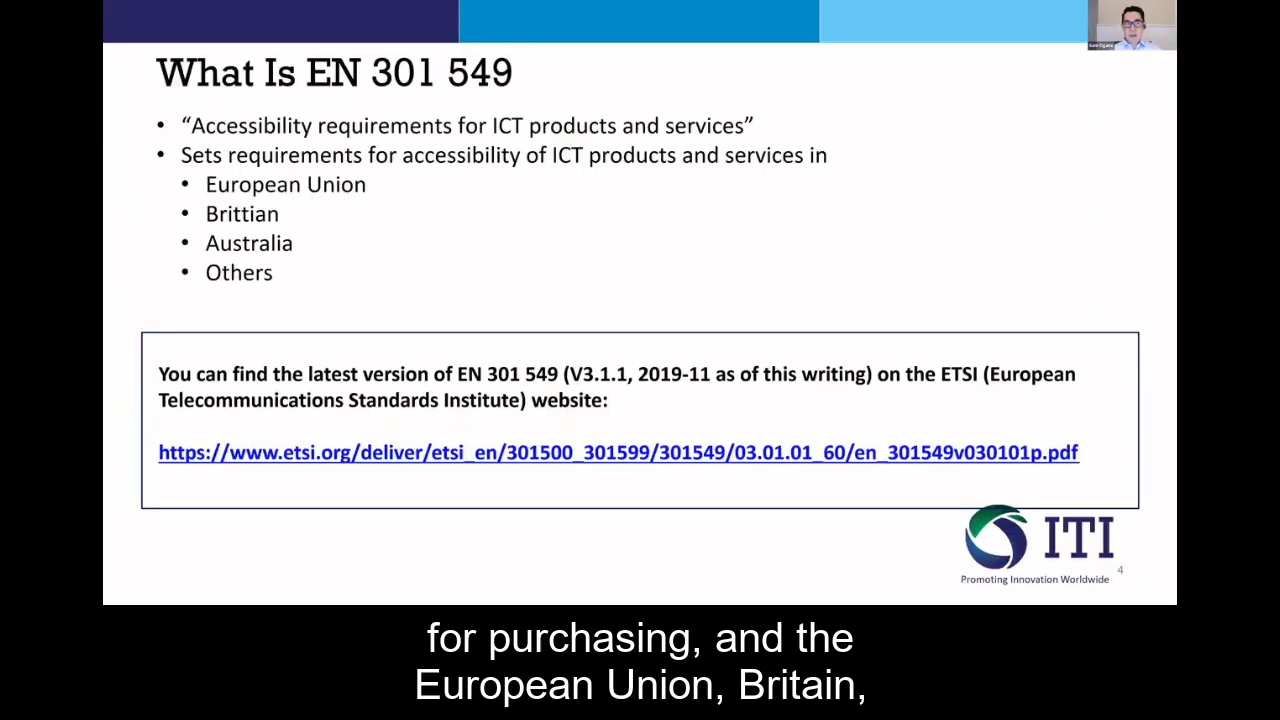 What Is EN 301 549
• “Accessibility requirements for ICT products and services”
• Sets requirements for accessibility of ICT products and services in
• European Union
• Brittian
• Australia
• Others
You can find the latest version of EN 301 549 (V3.1.1, 2019-11 as of this writing) on the ETSI (European
Telecommunications Standards Institute) website:
https://www.etsi.org/deliver/etsi_en/301500_301599/301549/03.01.01_60/en_301549v030101p.pdf
ITI
Promoting Innovation Worldwide
4
for purchasing, and the
European Union, Britain,